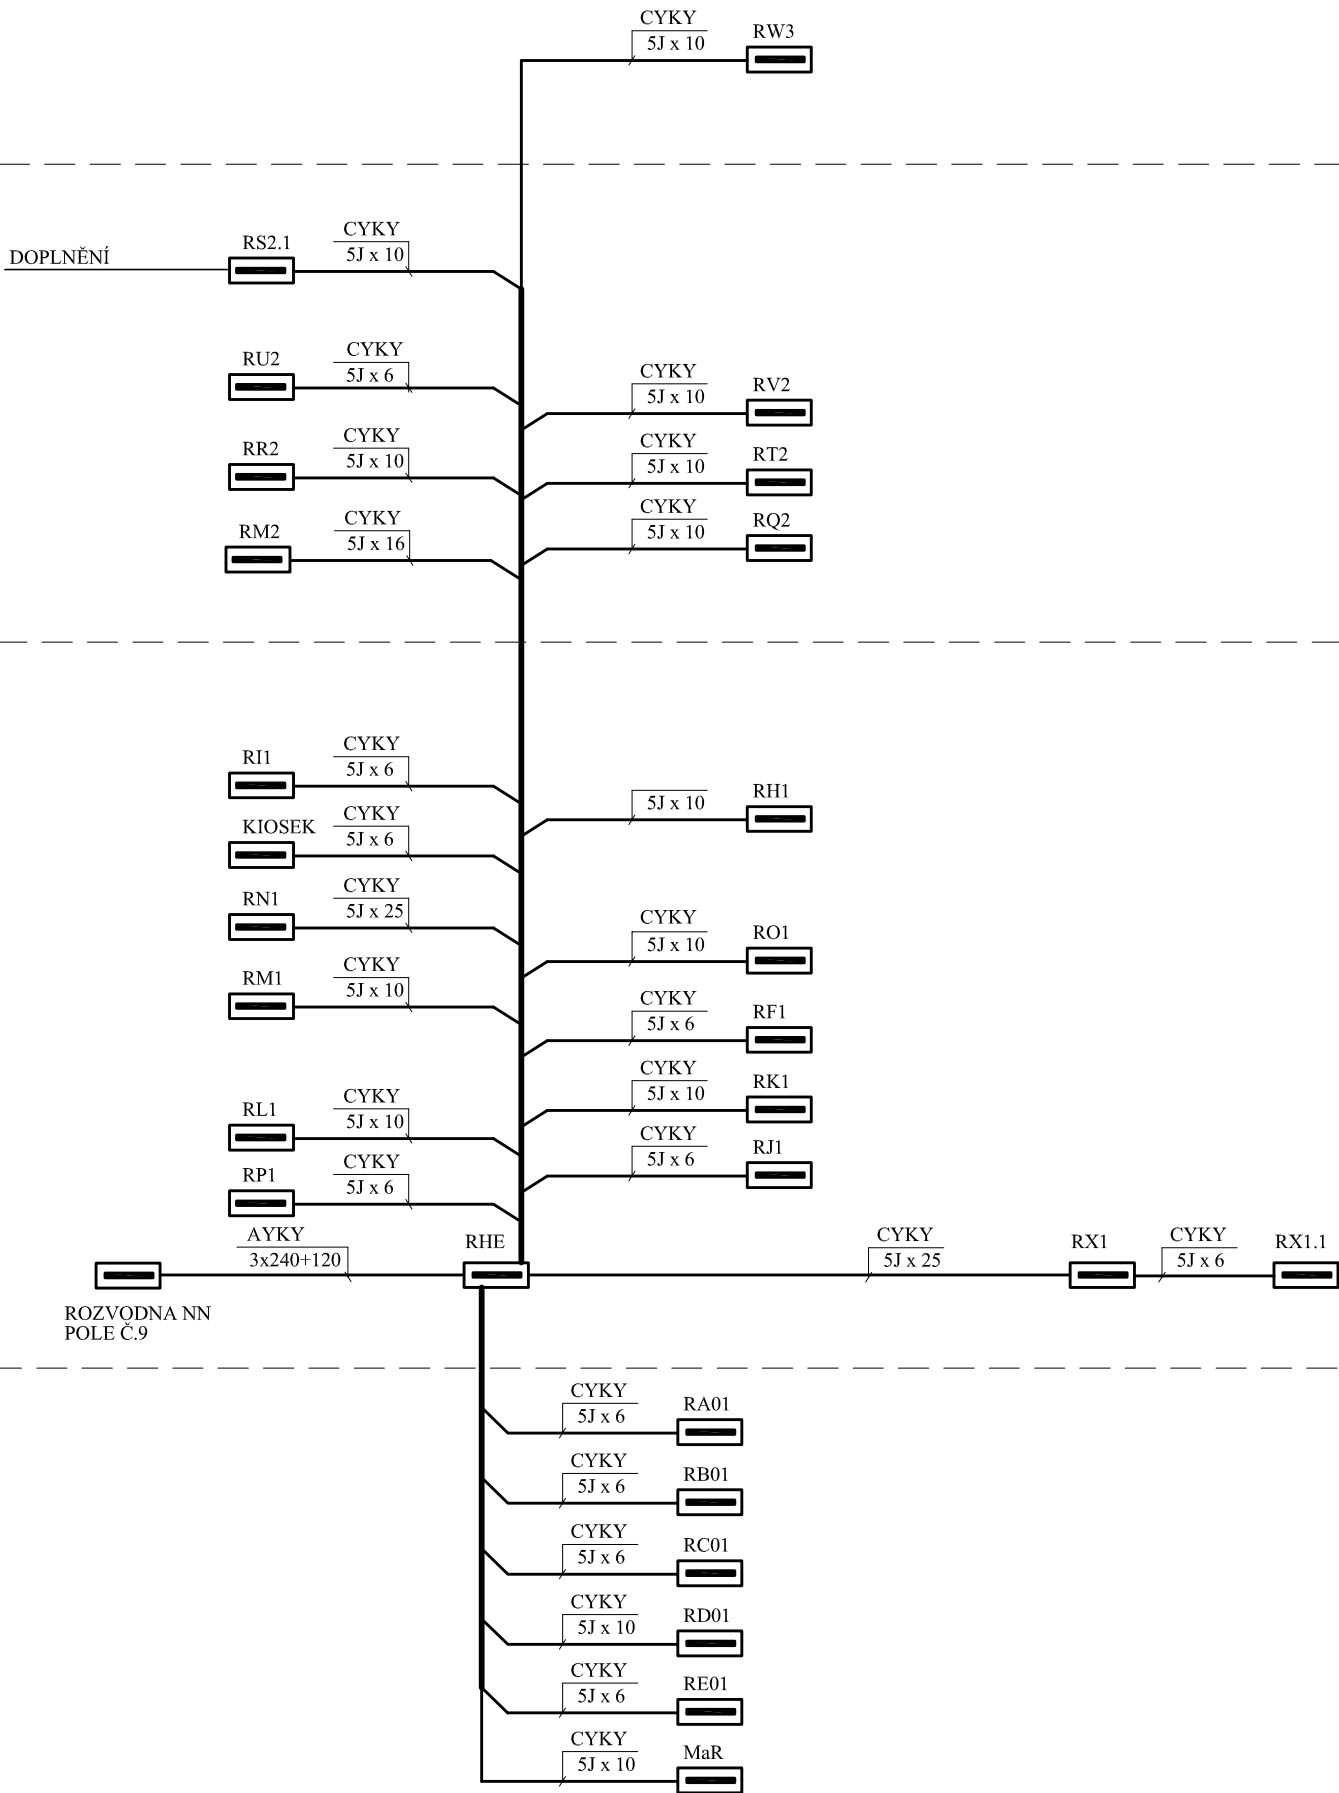 CYKY
5J x 10
RW3
DOPLNĚNÍ
RS2.1
CYKY
5J x 10
RU2
CYKY
5J x 6
CYKY
5J x 10
RV2
RR2
CYKY
5J x 10
CYKY
5J x 10
RT2
RM2
CYKY
5J x 16
CYKY
5J x 10
RQ2
RI1
CYKY
5J x 6
5J x 10
RH1
KIOSEK
CYKY
5J x 6
RN1
CYKY
5J x 25
CYKY
5J x 10
RO1
RM1
CYKY
5J x 10
CYKY
5J x 6
RF1
CYKY
5J x 10
RK1
RL1
CYKY
5J x 10
CYKY
5J x 6
RJ1
RP1
CYKY
5J x 6
AYKY
3x240+120
RHE
CYKY
5J x 25
RX1
CYKY
5J x 6
RX1.1
ROZVODNA NN
POLE Č.9
CYKY
5J x 6
RA01
CYKY
5J x 6
RB01
CYKY
5J x 6
RC01
CYKY
5J x 10
RD01
CYKY
5J x 6
RE01
CYKY
5J x 10
MaR